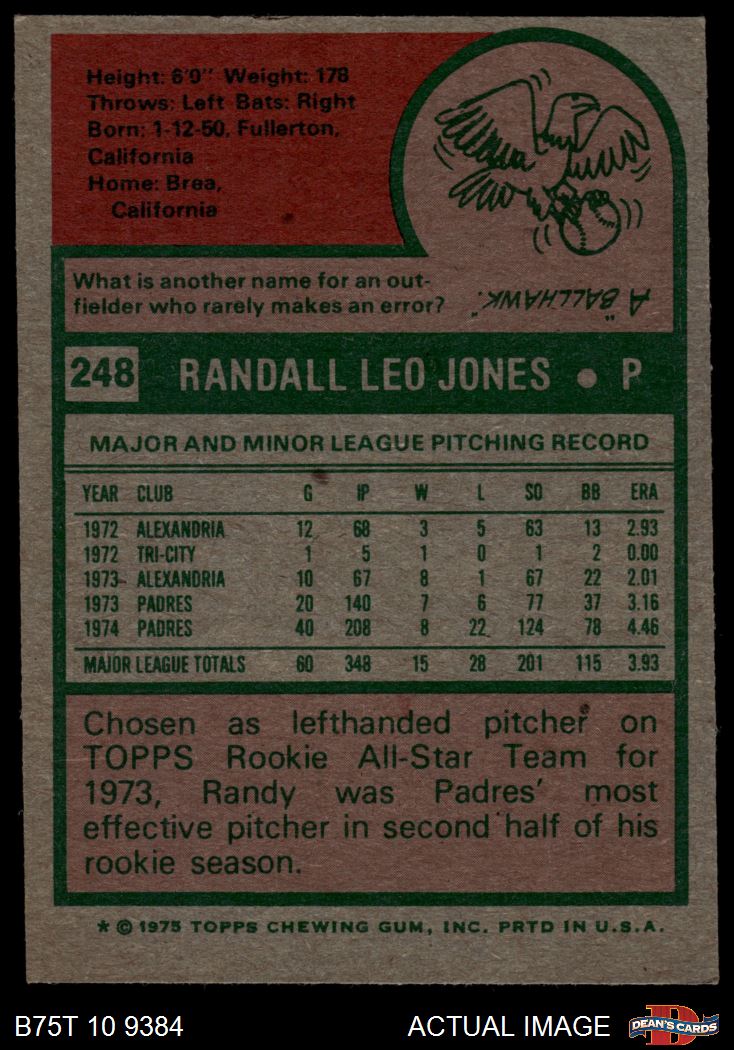 Height: 6'0" Weight: 178
Throws: Left Bats: Right
Born: 1-12-50, Fullerton,
California
Home: Brea,
California
What is another name for an out-
fielder who rarely makes an error?
A "BALLHAWK."
248 RANDALL LEO JONES • P
MAJOR AND MINOR LEAGUE PITCHING RECORD
YEAR CLUB G IP W L SO BB ERA
1972 ALEXANDRIA 12 68 3 5 63 13 2.93
1972 TRI-CITY 1 5 1 0 1 2 0.00
1973 ALEXANDRIA 10 67 8 1 67 22 2.01
1973 PADRES 20 140 7 6 77 37 3.16
1974 PADRES 40 208 8 22 124 78 4.46
MAJOR LEAGUE TOTALS 60 348 15 28 201 115 3.93
Chosen as lefthanded pitcher on
TOPPS Rookie All-Star Team for
1973, Randy was Padres' most
effective pitcher in second half of his
rookie season.
* © 1975 TOPPS CHEWING GUM, INC. PRTD IN U.S.A.
B75T 10 9384 ACTUAL IMAGE D DEAN'S CARDS